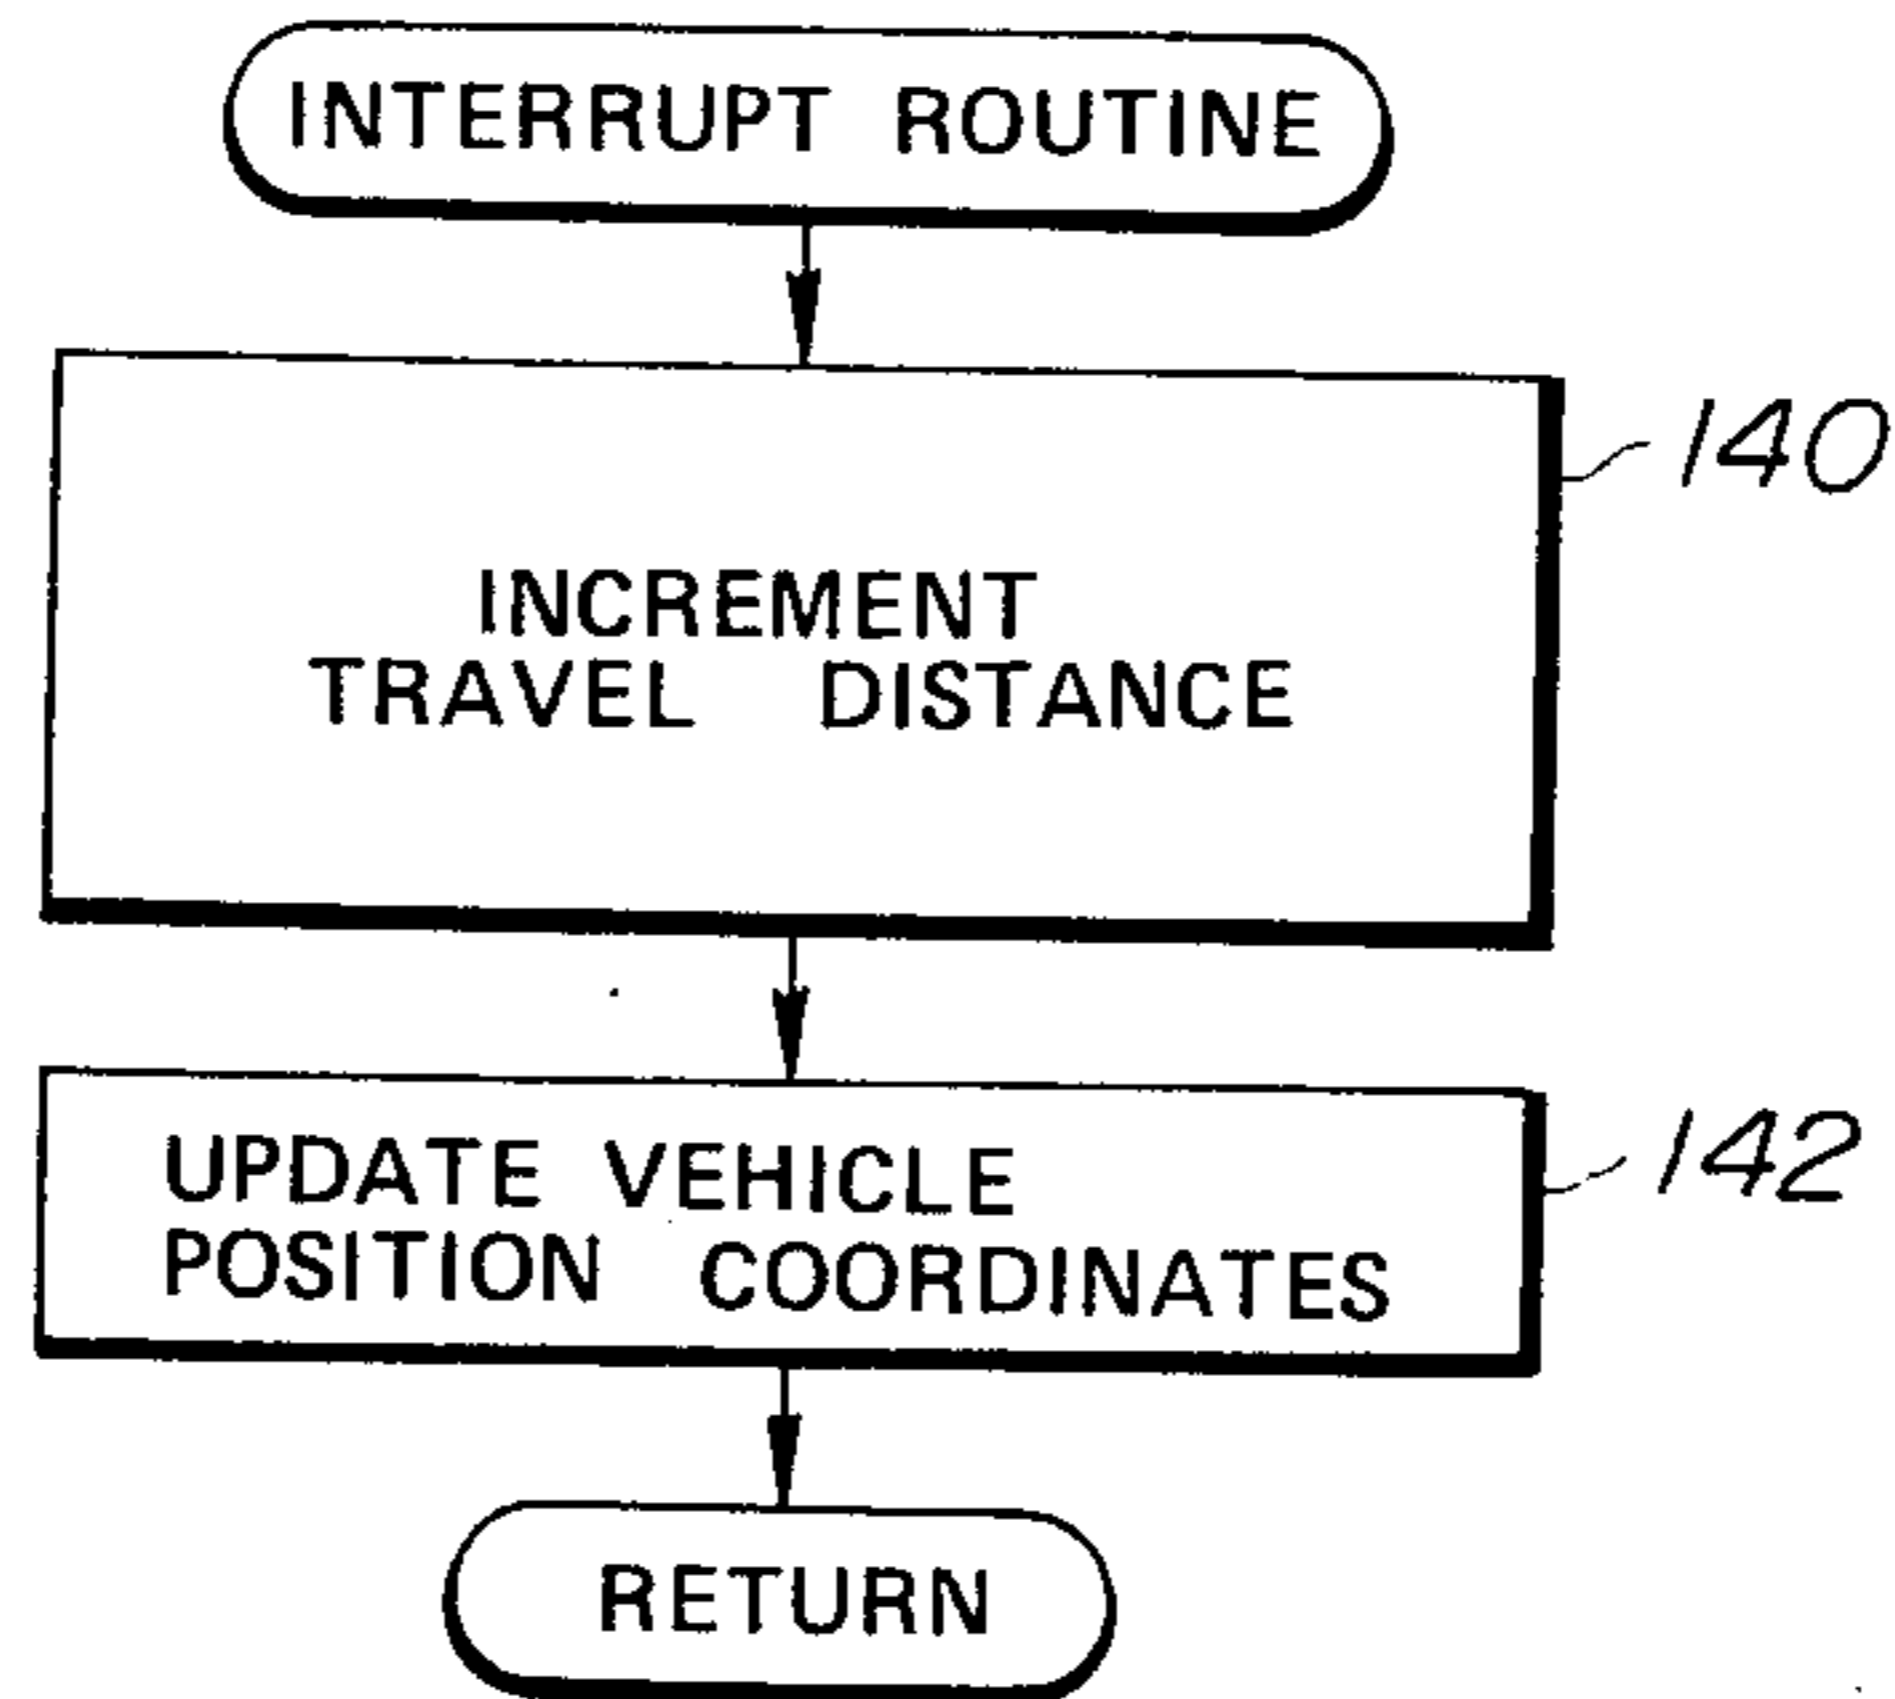 INTERRUPT ROUTINE
140
INCREMENT
TRAVEL DISTANCE
142
UPDATE VEHICLE
POSITION COORDINATES
RETURN